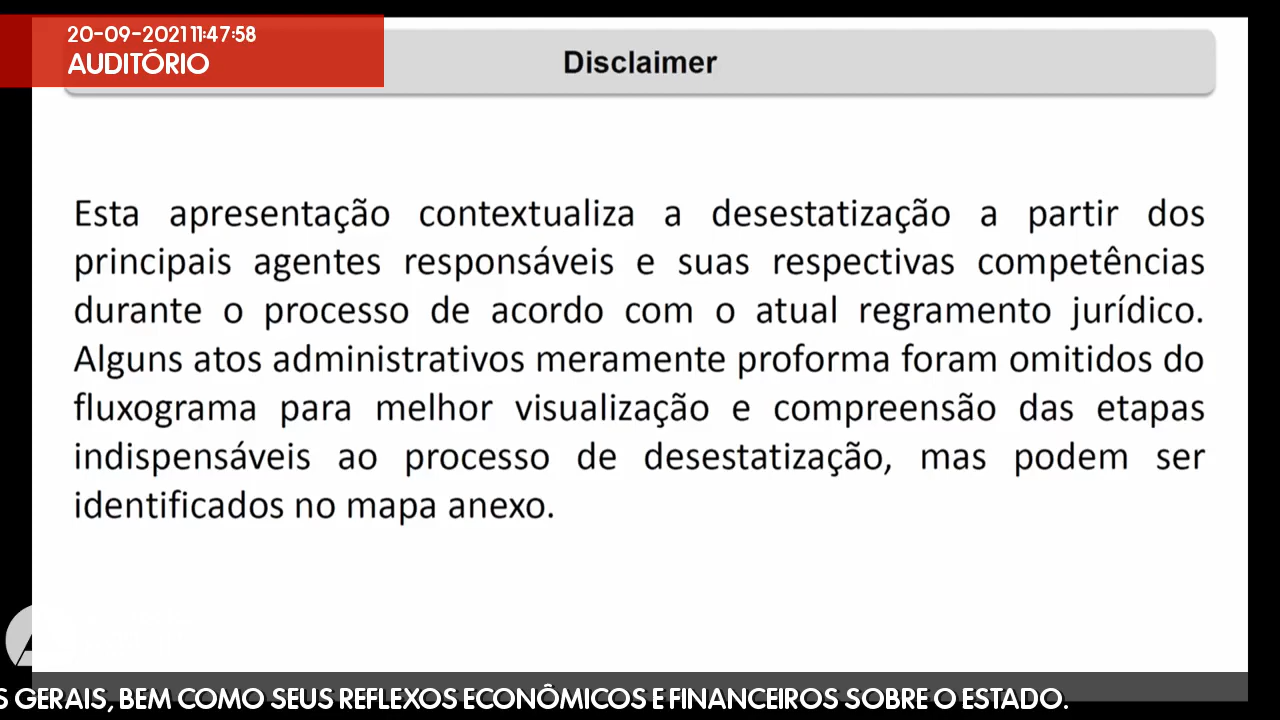 20-09-2021 11:47:58
AUDITÓRIO
Disclaimer
Esta apresentação contextualiza a desestatização a partir dos
principais agentes responsáveis e suas respectivas competências
durante o processo de acordo com o atual regramento jurídico.
Alguns atos administrativos meramente proforma foram omitidos do
fluxograma para melhor visualização e compreensão das etapas
indispensáveis ao processo de desestatização, mas podem ser
identificados no mapa anexo.
S GERAIS, BEM COMO SEUS REFLEXOS ECONÔMICOS E FINANCEIROS SOBRE O ESTADO.